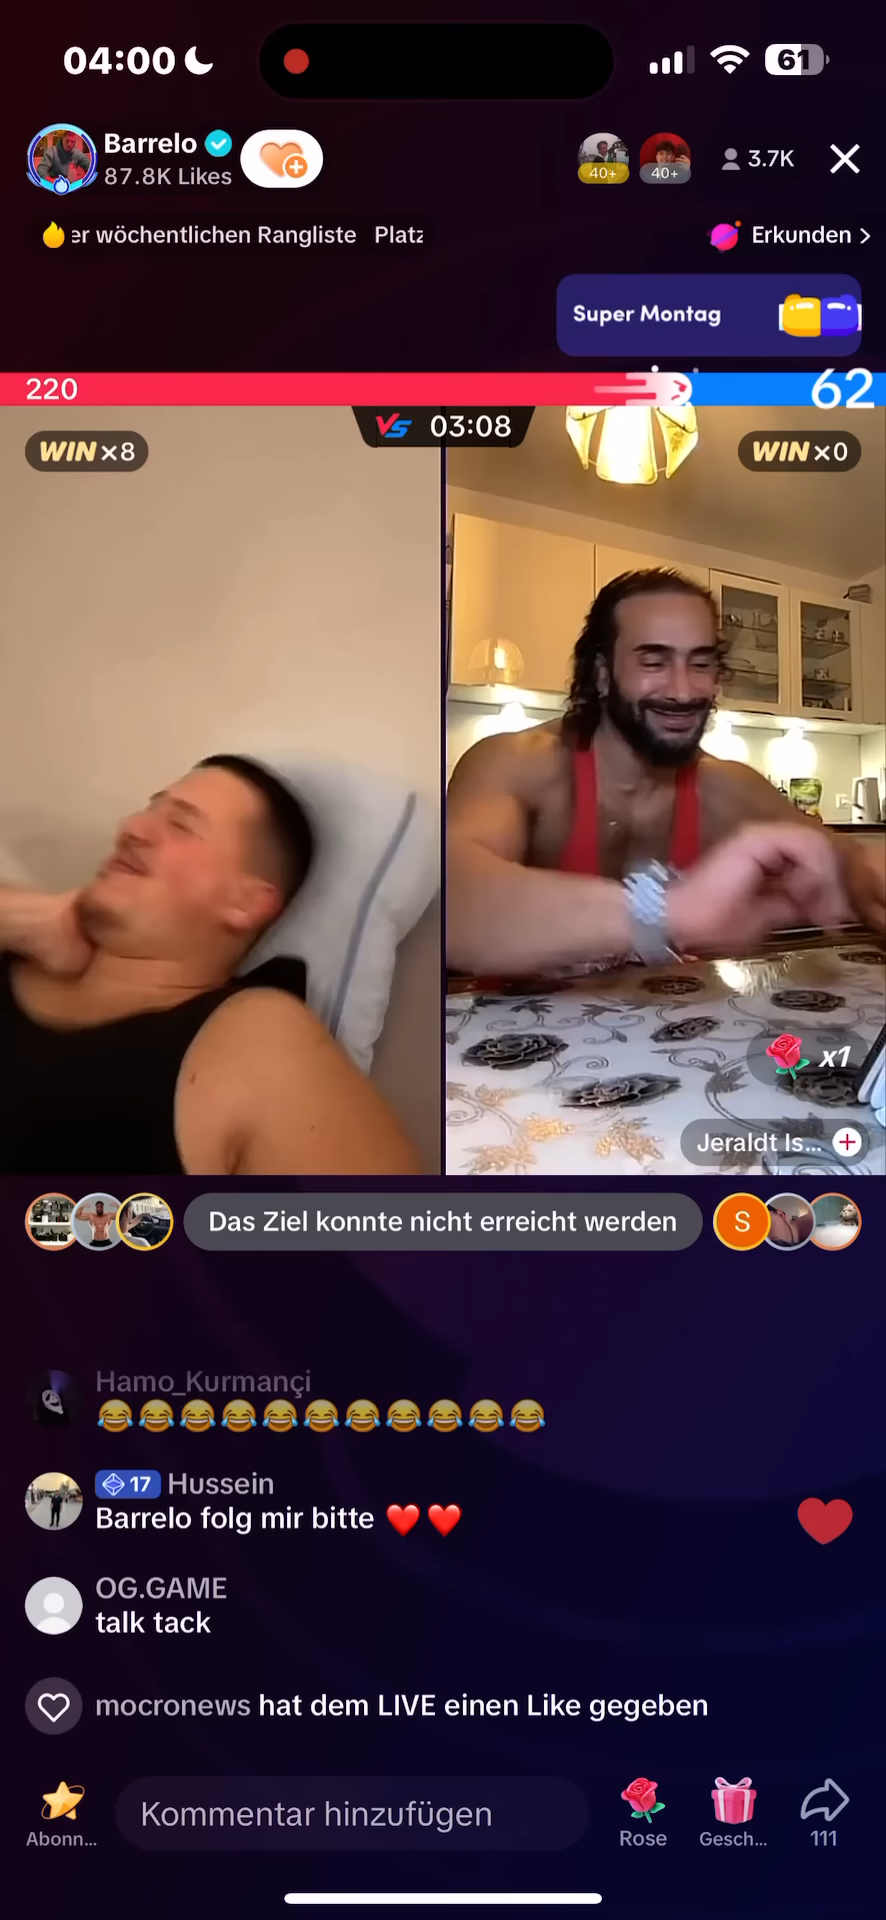 04:00
61
Barrelo
87.8K Likes
40+
40+
3.7K
er wöchentlichen Rangliste Platz
Erkunden >
Super Montag
220
62
VS 03:08
WIN x8
WIN x0
x1
Jeraldt Is... +
Das Ziel konnte nicht erreicht werden
S
Hamo_Kurmançi
😂😂😂😂😂😂😂😂😂😂😂
17 Hussein
Barrelo folg mir bitte ❤️❤️
OG.GAME
talk tack
mocronews hat dem LIVE einen Like gegeben
Abonn...
Kommentar hinzufügen
Rose
Gesch...
111